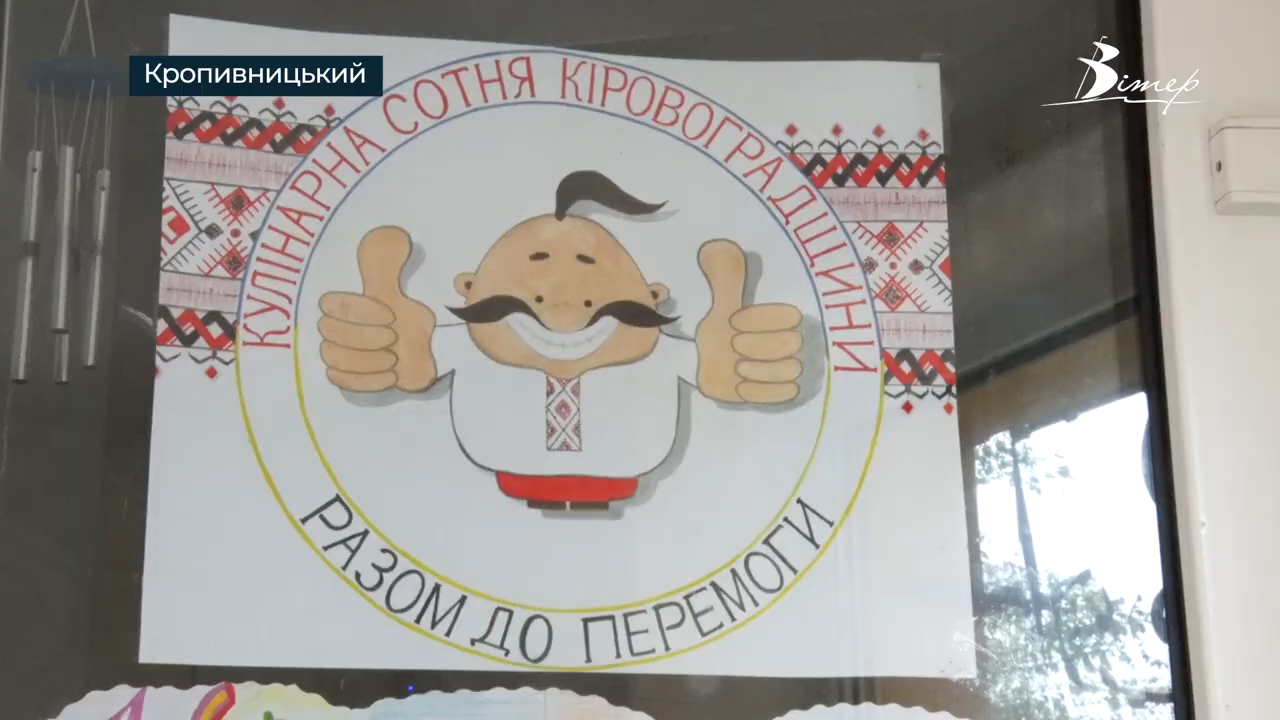 Кропивницький
Вітер
КУЛІНАРНА СОТНЯ КІРОВОГРАДЩИНИ
РАЗОМ ДО ПЕРЕМОГИ